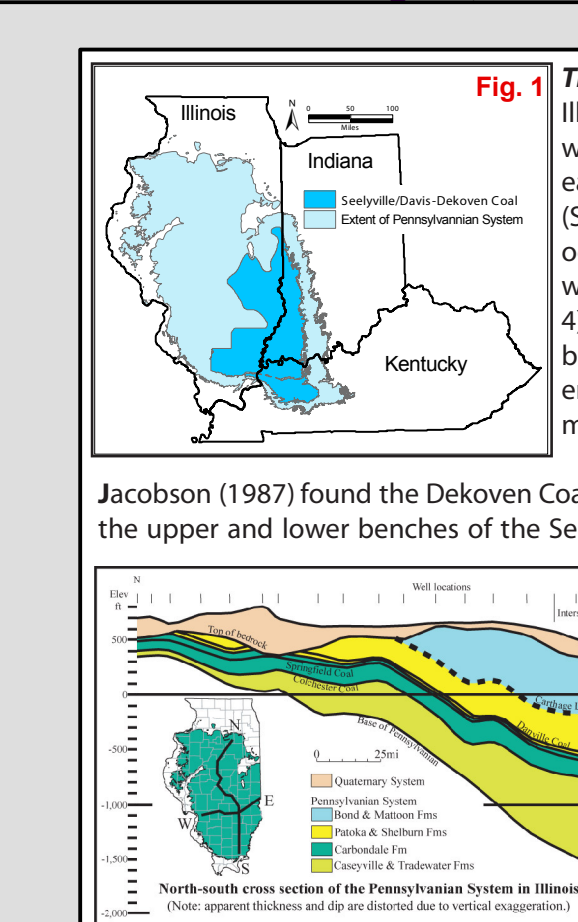 Fig. 1
Illinois
N
0 50 100
Miles
Indiana
Seelyville/Davis-Dekoven Coal
Extent of Pennsylvannian System
Kentucky
Ill
w
ea
(S
o
w
4)
b
er
m
Jacobson (1987) found the Dekoven Coa
the upper and lower benches of the Se
N
Elev
ft
Well locations
Inters
500
0
-500
-1,000
-1,500
-2,000
Top of bedrock
Springfield Coal
Colchester Coal
Base of Pennsylvanian
Carthage L
Danville Coal
N
E
W
S
0 25mi
Quaternary System
Pennsylvanian System
Bond & Mattoon Fms
Patoka & Shelburn Fms
Carbondale Fm
Caseyville & Tradewater Fms
North-south cross section of the Pennsylvanian System in Illinois
(Note: apparent thickness and dip are distorted due to vertical exaggeration.)